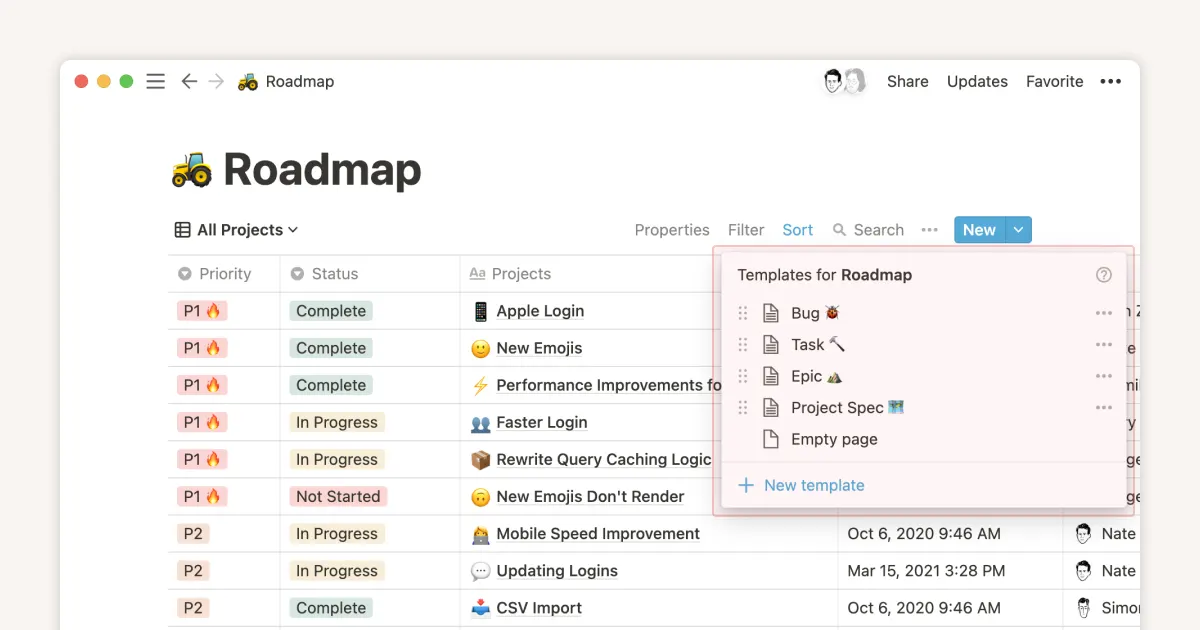 Roadmap Share Updates Favorite
Roadmap
All Projects Properties Filter Sort Search New
Priority Status Aa Projects
Templates for Roadmap
P1 Complete Apple Login
Bug
P1 Complete New Emojis
Task
P1 Complete Performance Improvements fo
Epic
P1 In Progress Faster Login
Project Spec
Empty page
P1 In Progress Rewrite Query Caching Logic
New template
P1 Not Started New Emojis Don't Render
P2 In Progress Mobile Speed Improvement Oct 6, 2020 9:46 AM Nate
P2 In Progress Updating Logins Mar 15, 2021 3:28 PM Nate
P2 Complete CSV Import Oct 6, 2020 9:46 AM